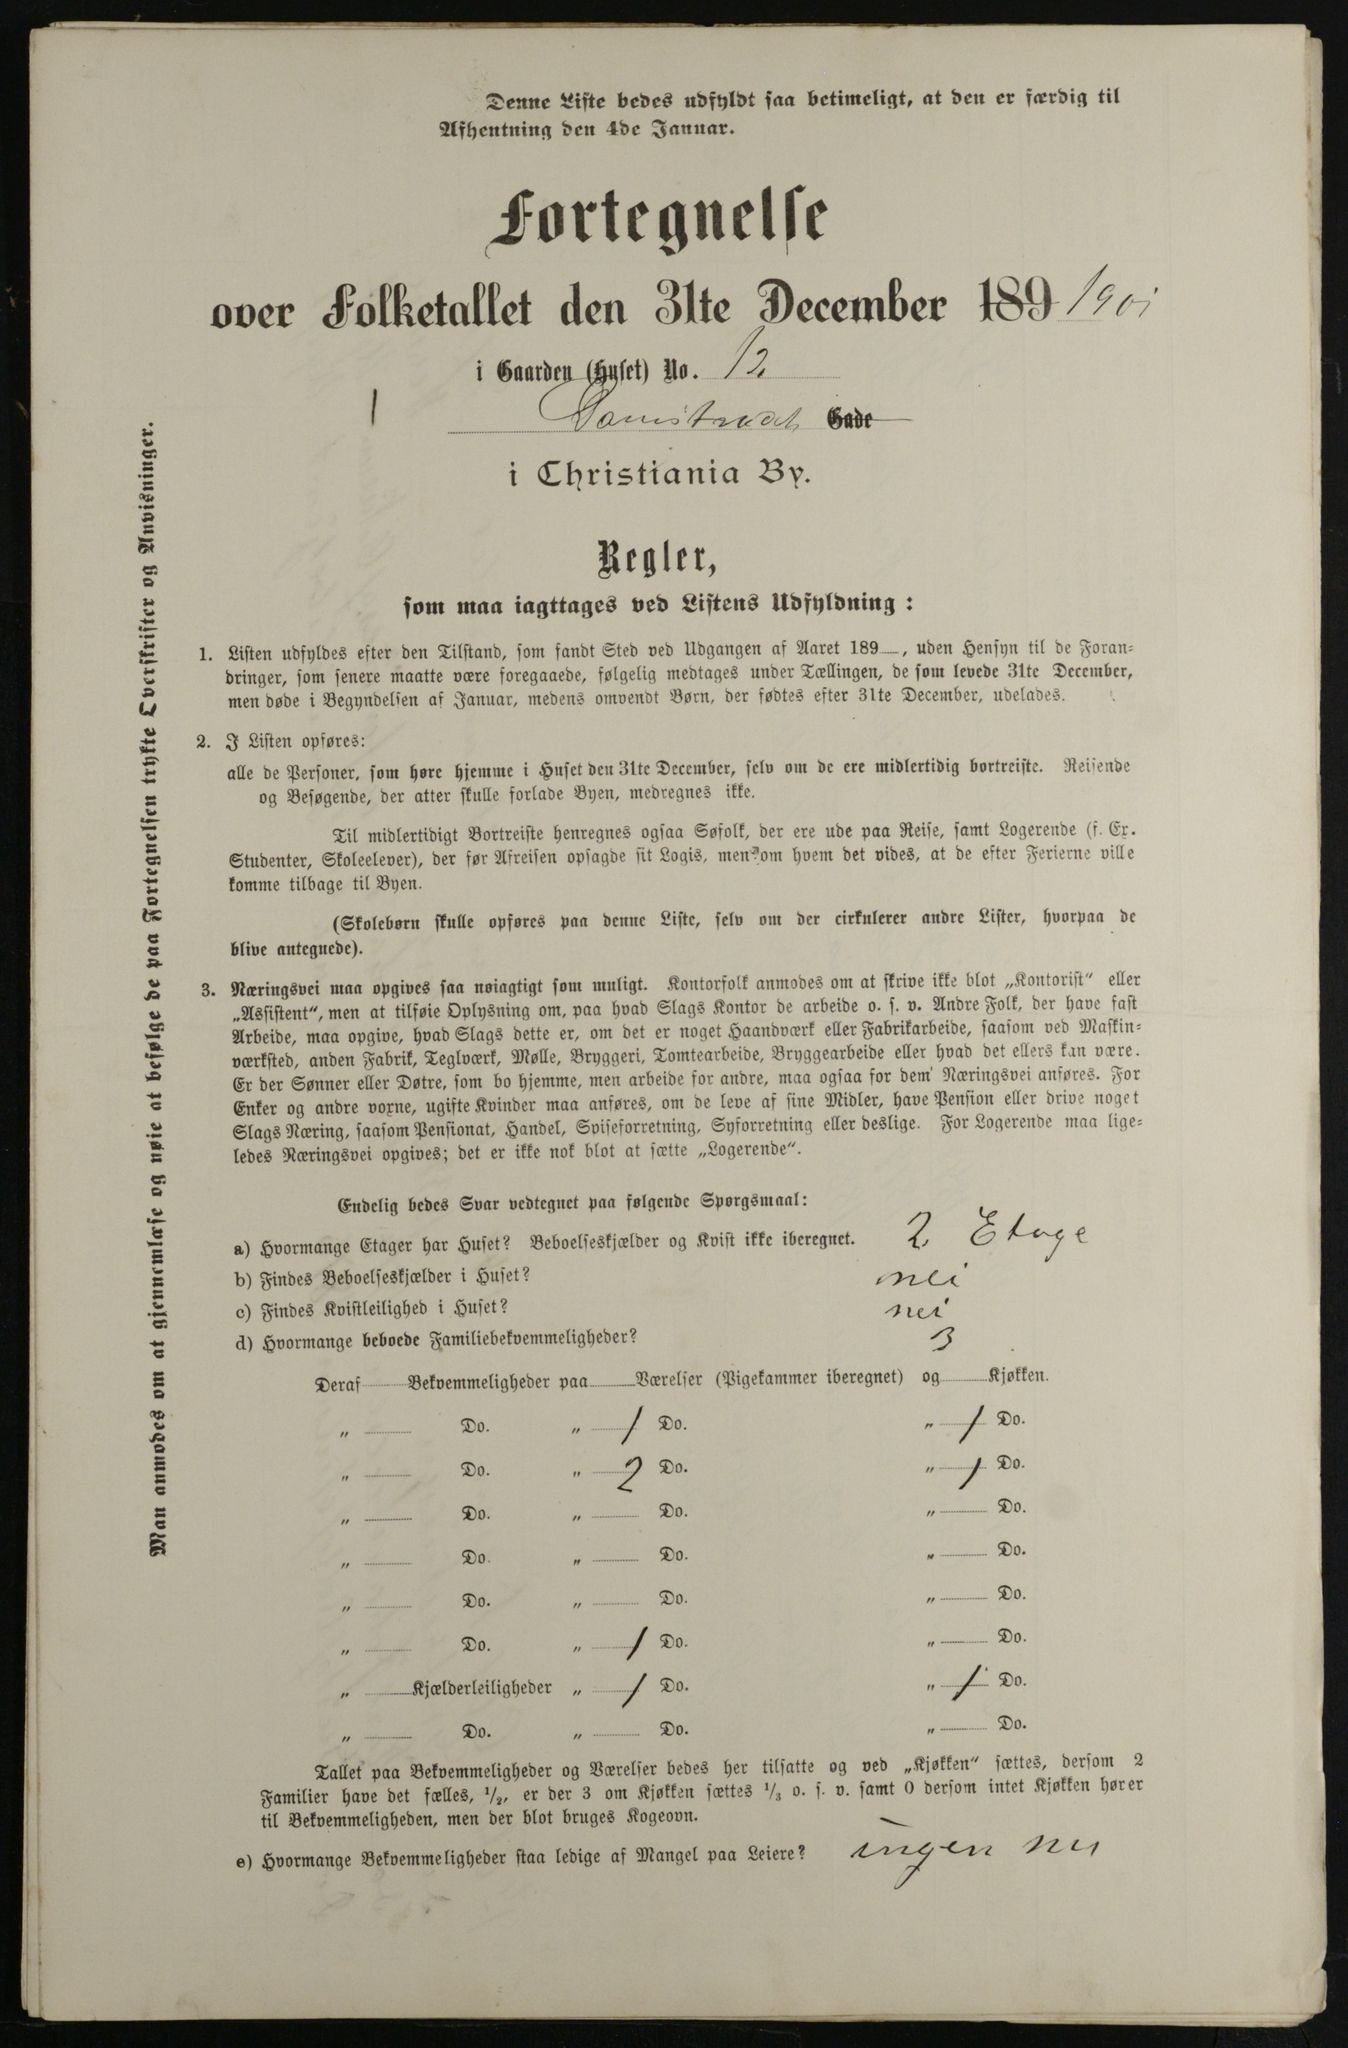 Denne Liste bedes udfyldt saa betimeligt, at den er færdig til
Afhentning den 4de Januar.
Fortegnelse
over Folketallet den 31te December 189 1901
i Gaarden (Huset) No. 12
1
Damstrædet Gade
i Christiania By.
Regler,
som maa iagttages ved Listens Udfyldning:
1. Listen udfyldes efter den Tilstand, som fandt Sted ved Udgangen af Aaret 189 , uden Hensyn til de Foran-
dringer, som senere maatte være foregaaede, følgelig medtages under Tællingen, de som levede 31te December,
men døde i Begyndelsen af Januar, medens omvendt Børn, der fødtes efter 31te December, udelades.
2. I Listen opføres:
alle de Personer, som høre hjemme i Huset den 31te December, selv om de ere midlertidig bortreiste. Reisende
og Besøgende, der atter skulle forlade Byen, medregnes ikke.
Til midlertidigt Bortreiste henregnes ogsaa Søfolk, der ere ude paa Reise, samt Logerende (f. Ex.
Studenter, Skoleelever), der før Afreisen opsagde sit Logis, men om hvem det vides, at de efter Ferierne ville
komme tilbage til Byen.
(Skolebørn skulle opføres paa denne Liste, selv om der cirkulerer andre Lister, hvorpaa de
blive antegnede).
3. Næringsvei maa opgives saa nøiagtigt som muligt. Kontorfolk anmodes om at skrive ikke blot „Kontorist“ eller
„Assistent“, men at tilføie Oplysning om, paa hvad Slags Kontor de arbeide o. s. v. Andre Folk, der have fast
Arbeide, maa opgive, hvad Slags dette er, om det er noget Haandværk eller Fabrikarbeide, saasom ved Maskin-
værksted, anden Fabrik, Teglværk, Mølle, Bryggeri, Tomtearbeide, Bryggearbeide eller hvad det ellers kan være.
Er der Sønner eller Døtre, som bo hjemme, men arbeide for andre, maa ogsaa for dem Næringsvei anføres. For
Enker og andre voxne, ugifte Kvinder maa anføres, om de leve af sine Midler, have Pension eller drive noget
Slags Næring, saasom Pensionat, Handel, Spiseforretning, Syforretning eller deslige. For Logerende maa lige-
ledes Næringsvei opgives; det er ikke nok blot at sætte „Logerende“.
Endelig bedes Svar vedtegnet paa følgende Spørgsmaal:
a) Hvormange Etager har Huset? Beboelseskjælder og Kvist ikke iberegnet. 2 Etage
b) Findes Beboelseskjælder i Huset? nei
c) Findes Kvistleilighed i Huset? nei
d) Hvormange beboede Familiebekvemmeligheder? 3
Deraf Bekvemmeligheder paa Værelser (Pigekammer iberegnet) og Kjøkken.
„ Do. „ 1 Do. „ 1 Do.
„ Do. „ 2 Do. „ 1 Do.
„ Do. „ Do. „ Do.
„ Do. „ Do. „ Do.
„ Do. „ Do. „ Do.
„ Do. „ 1 Do. „ Do.
„ Kjælderleiligheder „ 1 Do. „ 1 Do.
„ Do. „ Do. „ Do.
Tallet paa Bekvemmeligheder og Værelser bedes her tilsatte og ved „Kjøkken“ sættes, dersom 2
Familier have det fælles, 1/2, er der 3 om Kjøkken sættes 1/3 o. s. v. samt 0 dersom intet Kjøkken hører
til Bekvemmeligheden, men der blot bruges Kogeovn.
e) Hvormange Bekvemmeligheder staa ledige af Mangel paa Leiere? ingen nu
Man anmodes om at gjennemlæse og nøie at befølge de paa Fortegnelsen trykte Overskrifter og Anvisninger.